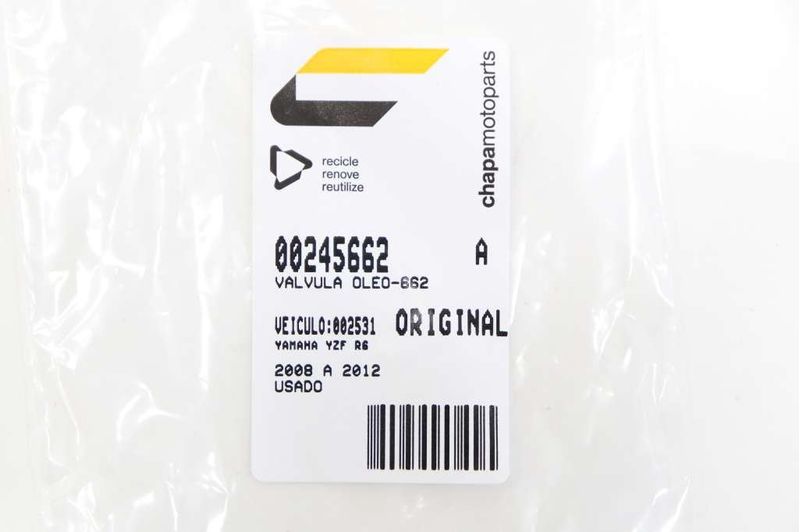 chapamotoparts
recicle
renove
reutilize
00245662 A
VALVULA OLEO-662
VEICULO:002531 ORIGINAL
YAMAHA YZF R6
2008 A 2012
USADO